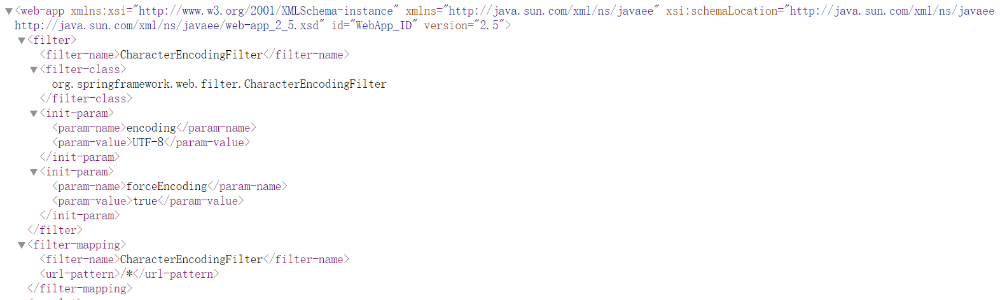 ▼<web-app xmlns:xsi="http://www.w3.org/2001/XMLSchema-instance" xmlns="http://java.sun.com/xml/ns/javaee" xsi:schemaLocation="http://java.sun.com/xml/ns/javaee
http://java.sun.com/xml/ns/javaee/web-app_2_5.xsd" id="WebApp_ID" version="2.5">
▼<filter>
<filter-name>CharacterEncodingFilter</filter-name>
▼<filter-class>
org.springframework.web.filter.CharacterEncodingFilter
</filter-class>
▼<init-param>
<param-name>encoding</param-name>
<param-value>UTF-8</param-value>
</init-param>
▼<init-param>
<param-name>forceEncoding</param-name>
<param-value>true</param-value>
</init-param>
</filter>
▼<filter-mapping>
<filter-name>CharacterEncodingFilter</filter-name>
<url-pattern>/*</url-pattern>
</filter-mapping>